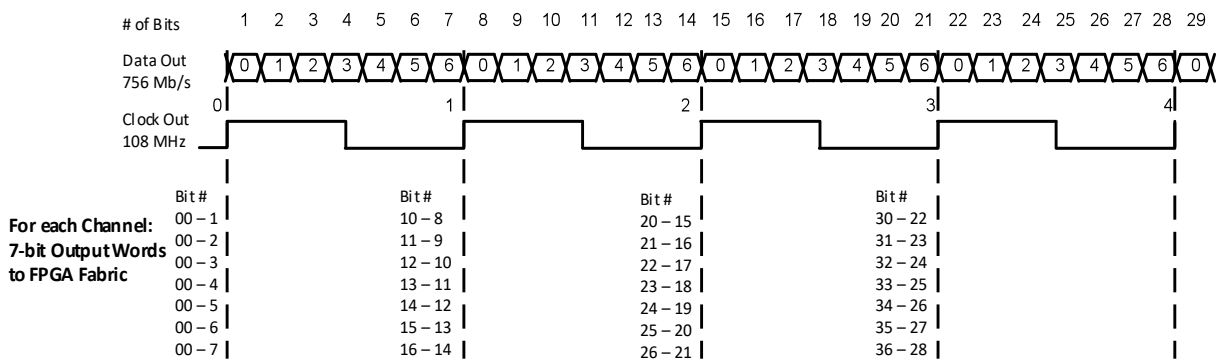 # of Bits 1 2 3 4 5 6 7 8 9 10 11 12 13 14 15 16 17 18 19 20 21 22 23 24 25 26 27 28 29
Data Out
756 Mb/s
0 1 2 3 4 5 6 0 1 2 3 4 5 6 0 1 2 3 4 5 6 0 1 2 3 4 5 6 0
0 1 2 3 4
Clock Out
108 MHz
Bit # Bit # Bit # Bit #
For each Channel:
7-bit Output Words
to FPGA Fabric
00 – 1 10 – 8 20 – 15 30 – 22
00 – 2 11 – 9 21 – 16 31 – 23
00 – 3 12 – 10 22 – 17 32 – 24
00 – 4 13 – 11 23 – 18 33 – 25
00 – 5 14 – 12 24 – 19 34 – 26
00 – 6 15 – 13 25 – 20 35 – 27
00 – 7 16 – 14 26 – 21 36 – 28